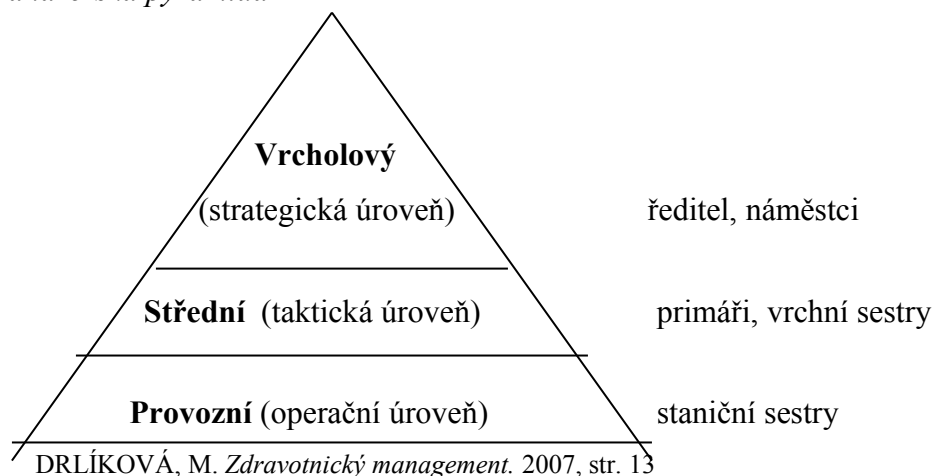 Vrcholový
(strategická úroveň) ředitel, náměstci
Střední (taktická úroveň) primáři, vrchní sestry
Provozní (operační úroveň) staniční sestry
DRLÍKOVÁ, M. Zdravotnický management. 2007, str. 13